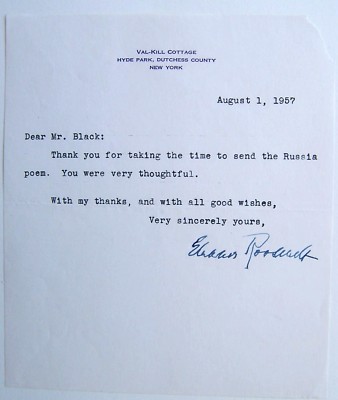 VAL-KILL COTTAGE
HYDE PARK, DUTCHESS COUNTY
NEW YORK
August 1, 1957
Dear Mr. Black:
Thank you for taking the time to send the Russia
poem. You were very thoughtful.
With my thanks, and with all good wishes,
Very sincerely yours,
Eleanor Roosevelt